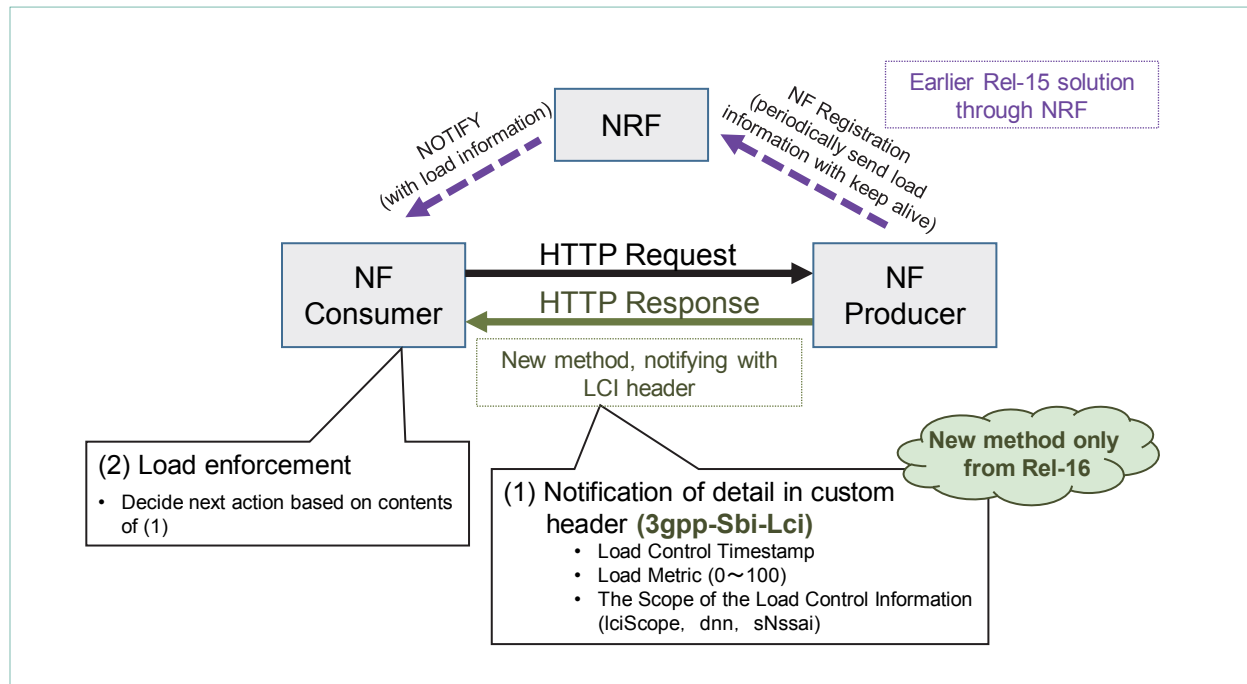 Earlier Rel-15 solution
through NRF
NRF
NOTIFY
(with load information)
NF Registration
(periodically send load
information with keep alive)
NF
Consumer
HTTP Request
HTTP Response
NF
Producer
New method, notifying with
LCI header
New method only
from Rel-16
(2) Load enforcement
• Decide next action based on contents
of (1)
(1) Notification of detail in custom
header (3gpp-Sbi-Lci)
• Load Control Timestamp
• Load Metric (0～100)
• The Scope of the Load Control Information
(lciScope, dnn, sNssai)